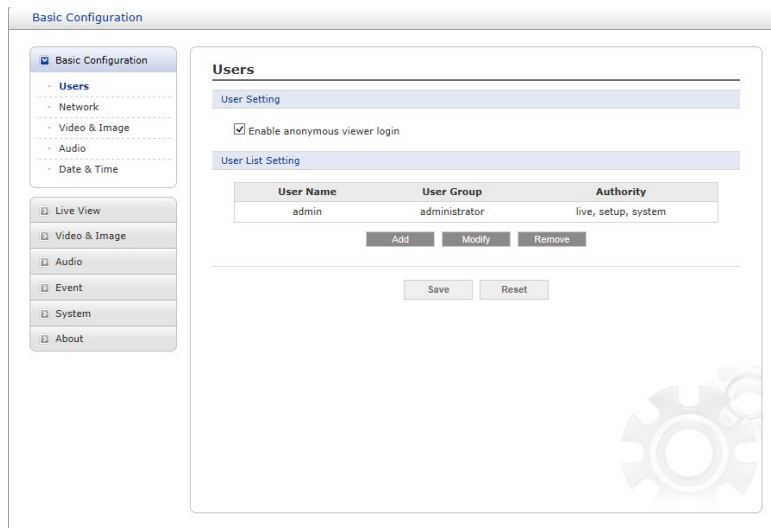 Basic Configuration
Basic Configuration
Users
Network
Video & Image
Audio
Date & Time
Live View
Video & Image
Audio
Event
System
About
Users
User Setting
Enable anonymous viewer login
User List Setting
User Name User Group Authority
admin administrator live, setup, system
Add Modify Remove
Save Reset